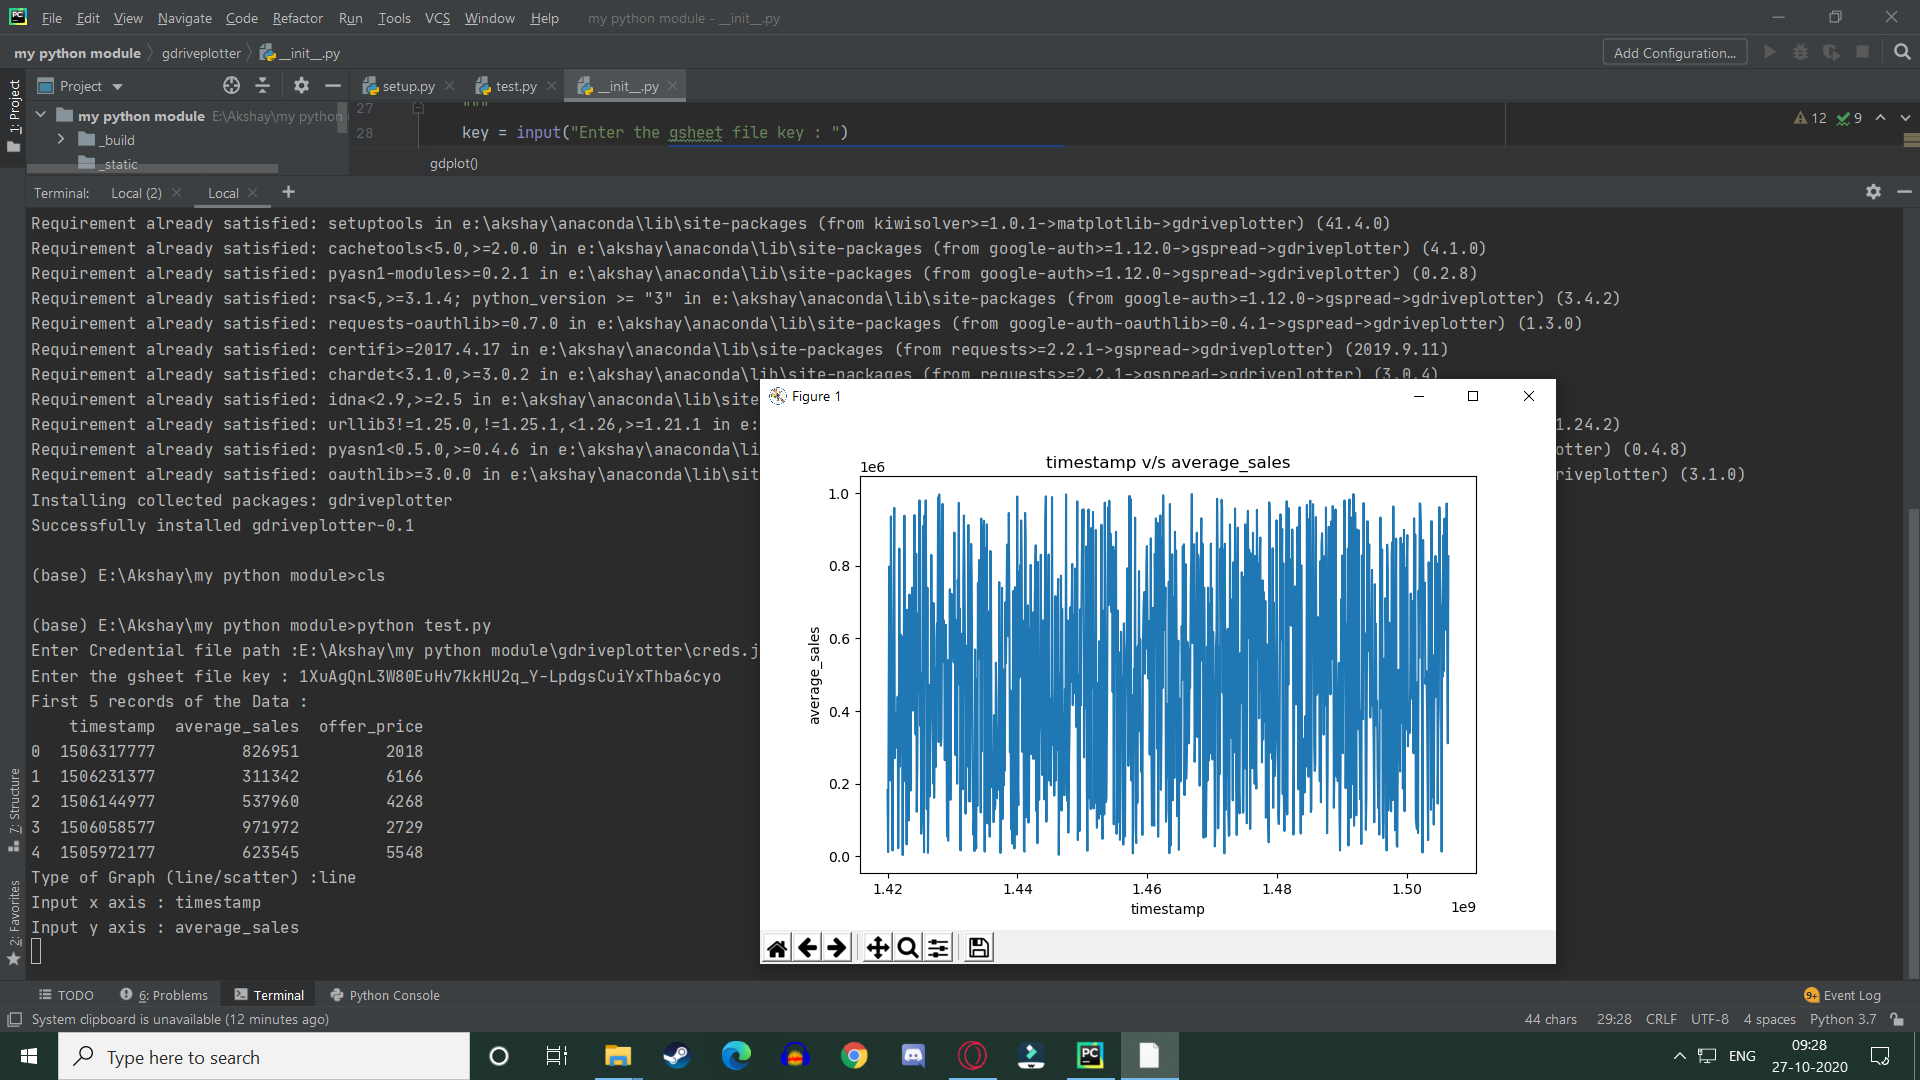 File Edit View Navigate Code Refactor Run Tools VCS Window Help my python module - __init__.py
my python module gdriveplotter __init__.py Add Configuration...
1: Project
Project setup.py test.py __init__.py
my python module E:\Akshay\my python
_build
_static
27 """
28 key = input("Enter the gsheet file key : ")
12 9
gdplot()
Terminal: Local (2) Local
Requirement already satisfied: setuptools in e:\akshay\anaconda\lib\site-packages (from kiwisolver>=1.0.1->matplotlib->gdriveplotter) (41.4.0)
Requirement already satisfied: cachetools<5.0,>=2.0.0 in e:\akshay\anaconda\lib\site-packages (from google-auth>=1.12.0->gspread->gdriveplotter) (4.1.0)
Requirement already satisfied: pyasn1-modules>=0.2.1 in e:\akshay\anaconda\lib\site-packages (from google-auth>=1.12.0->gspread->gdriveplotter) (0.2.8)
Requirement already satisfied: rsa<5,>=3.1.4; python_version >= "3" in e:\akshay\anaconda\lib\site-packages (from google-auth>=1.12.0->gspread->gdriveplotter) (3.4.2)
Requirement already satisfied: requests-oauthlib>=0.7.0 in e:\akshay\anaconda\lib\site-packages (from google-auth-oauthlib>=0.4.1->gspread->gdriveplotter) (1.3.0)
Requirement already satisfied: certifi>=2017.4.17 in e:\akshay\anaconda\lib\site-packages (from requests>=2.2.1->gspread->gdriveplotter) (2019.9.11)
Requirement already satisfied: chardet<3.1.0,>=3.0.2 in e:\akshay\anaconda\lib\site-packages (from requests>=2.2.1->gspread->gdriveplotter) (3.0.4)
Requirement already satisfied: idna<2.9,>=2.5 in e:\akshay\anaconda\lib\site
Requirement already satisfied: urllib3!=1.25.0,!=1.25.1,<1.26,>=1.21.1 in e: 1.24.2)
Requirement already satisfied: pyasn1<0.5.0,>=0.4.6 in e:\akshay\anaconda\li otter) (0.4.8)
Requirement already satisfied: oauthlib>=3.0.0 in e:\akshay\anaconda\lib\sit riveplotter) (3.1.0)
Installing collected packages: gdriveplotter
Successfully installed gdriveplotter-0.1
(base) E:\Akshay\my python module>cls
(base) E:\Akshay\my python module>python test.py
Enter Credential file path :E:\Akshay\my python module\gdriveplotter\creds.j
Enter the gsheet file key : 1XuAgQnL3W80EuHv7kkHU2q_Y-LpdgsCuiYxThba6cyo
First 5 records of the Data :
timestamp average_sales offer_price
0 1506317777 826951 2018
1 1506231377 311342 6166
2 1506144977 537960 4268
3 1506058577 971972 2729
4 1505972177 623545 5548
Type of Graph (line/scatter) :line
Input x axis : timestamp
Input y axis : average_sales
Figure 1
timestamp v/s average_sales
1e6
1.0
0.8
0.6
0.4
0.2
0.0
average_sales
1.42 1.44 1.46 1.48 1.50
1e9
timestamp
7: Structure
2: Favorites
TODO 6: Problems Terminal Python Console 9+ Event Log
System clipboard is unavailable (12 minutes ago) 44 chars 29:28 CRLF UTF-8 4 spaces Python 3.7
Type here to search
PC
ENG
09:28
27-10-2020